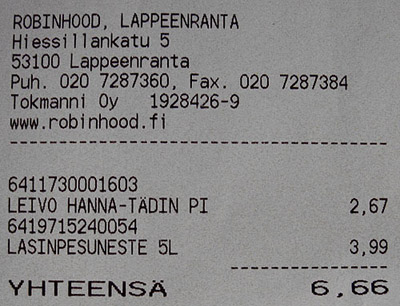 ROBINHOOD, LAPPEENRANTA
Hiessillankatu 5
53100 Lappeenranta
Puh. 020 7287360, Fax. 020 7287384
Tokmanni Oy 1928426-9
www.robinhood.fi
6411730001603
LEIVO HANNA-TÄDIN PI 2,67
6419715240054
LASINPESUNESTE 5L 3,99
YHTEENSÄ 6,66